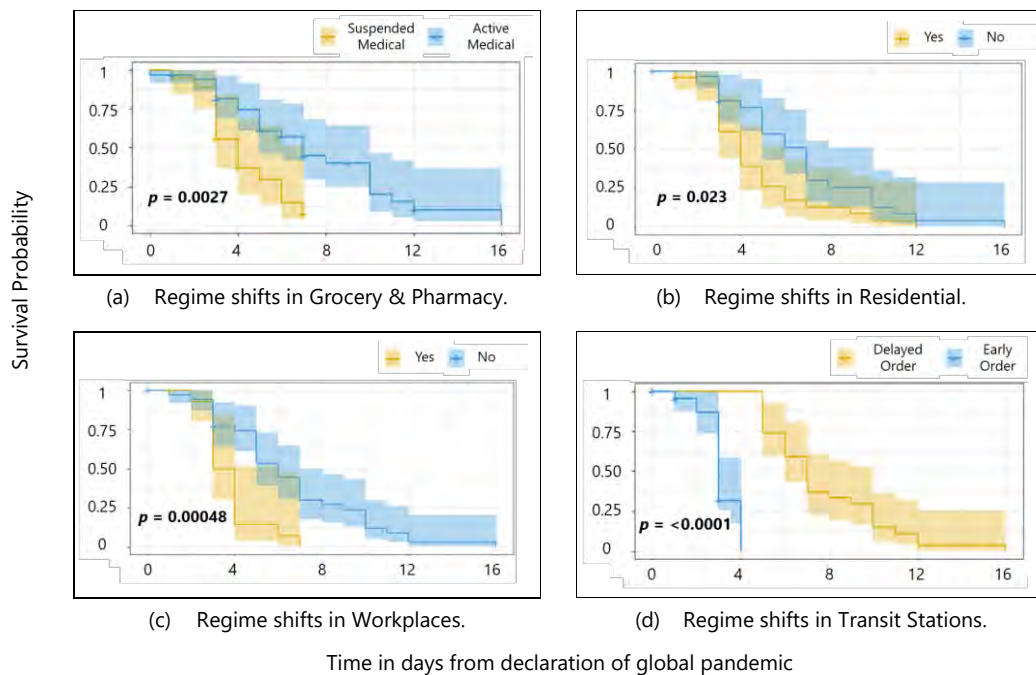 Survival Probability
Suspended Medical
Active Medical
1
0.75
0.50
0.25
0
p = 0.0027
0 4 8 12 16
(a) Regime shifts in Grocery & Pharmacy.
Yes No
1
0.75
0.50
0.25
0
p = 0.023
0 4 8 12 16
(b) Regime shifts in Residential.
Yes No
1
0.75
0.50
0.25
0
p = 0.00048
0 4 8 12 16
(c) Regime shifts in Workplaces.
Delayed Order
Early Order
1
0.75
0.50
0.25
0
p = <0.0001
0 4 8 12 16
(d) Regime shifts in Transit Stations.
Time in days from declaration of global pandemic